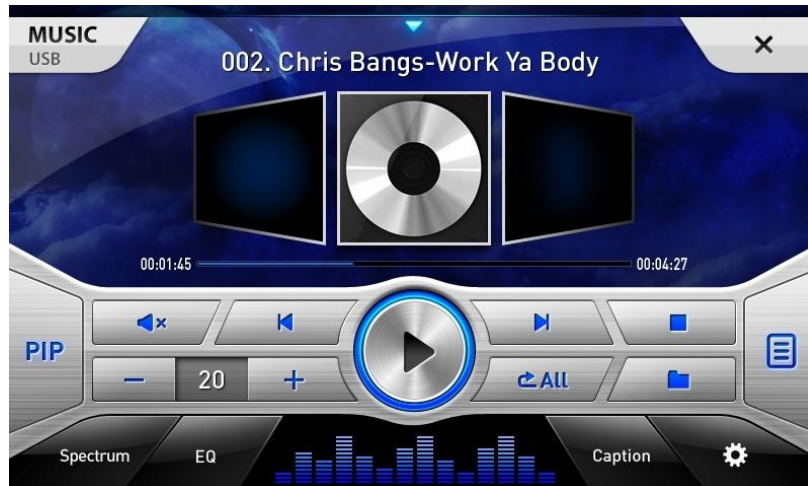 MUSIC
USB
002. Chris Bangs-Work Ya Body
00:01:45
00:04:27
PIP
20
All
Spectrum
EQ
Caption